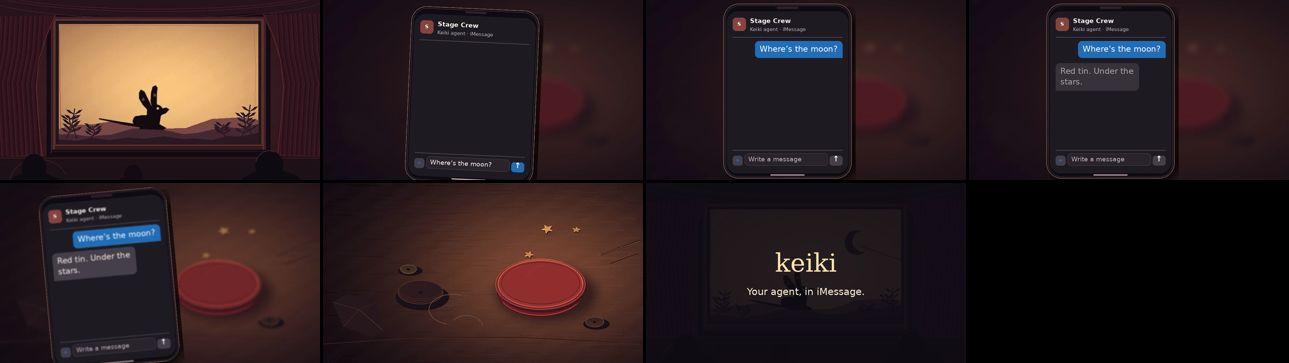 S
Stage Crew
Keiki agent · iMessage
Where's the moon?
S
Stage Crew
Keiki agent · iMessage
Where's the moon?
Write a message
S
Stage Crew
Keiki agent · iMessage
Where's the moon?
Red tin. Under the
stars.
Write a message
S
Stage Crew
Keiki agent · iMessage
Where's the moon?
Red tin. Under the
stars.
Write a message
keiki
Your agent, in iMessage.